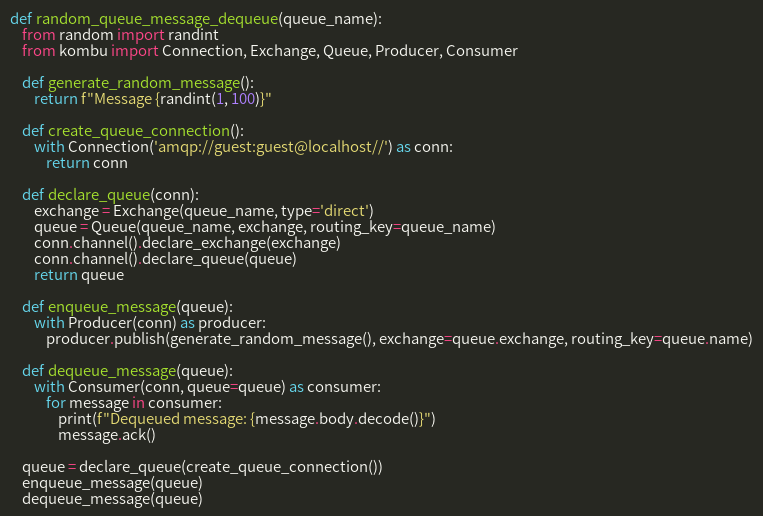 def random_queue_message_dequeue(queue_name):
from random import randint
from kombu import Connection, Exchange, Queue, Producer, Consumer
def generate_random_message():
return f"Message {randint(1, 100)}"
def create_queue_connection():
with Connection('amqp://guest:guest@localhost//') as conn:
return conn
def declare_queue(conn):
exchange = Exchange(queue_name, type='direct')
queue = Queue(queue_name, exchange, routing_key=queue_name)
conn.channel().declare_exchange(exchange)
conn.channel().declare_queue(queue)
return queue
def enqueue_message(queue):
with Producer(conn) as producer:
producer.publish(generate_random_message(), exchange=queue.exchange, routing_key=queue.name)
def dequeue_message(queue):
with Consumer(conn, queue=queue) as consumer:
for message in consumer:
print(f"Dequeued message: {message.body.decode()}")
message.ack()
queue = declare_queue(create_queue_connection())
enqueue_message(queue)
dequeue_message(queue)